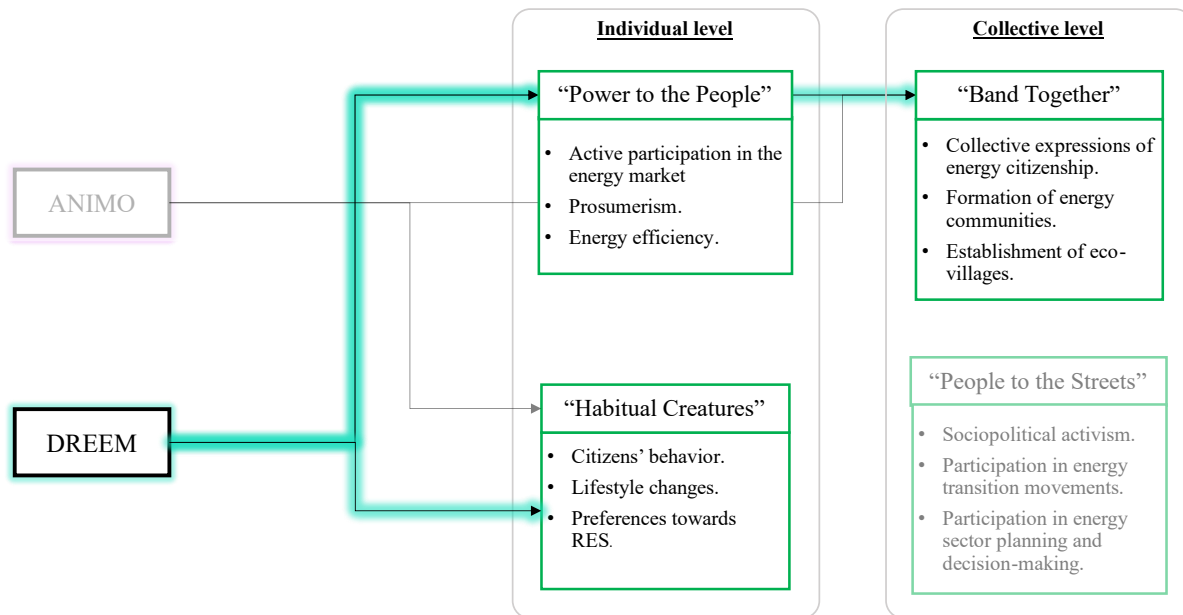 Individual level
Collective level
“Power to the People”
• Active participation in the
energy market
• Prosumerism.
• Energy efficiency.
“Band Together”
• Collective expressions of
energy citizenship.
• Formation of energy
communities.
• Establishment of eco-
villages.
ANIMO
DREEM
“Habitual Creatures”
• Citizens’ behavior.
• Lifestyle changes.
• Preferences towards
RES.
“People to the Streets”
• Sociopolitical activism.
• Participation in energy
transition movements.
• Participation in energy
sector planning and
decision-making.